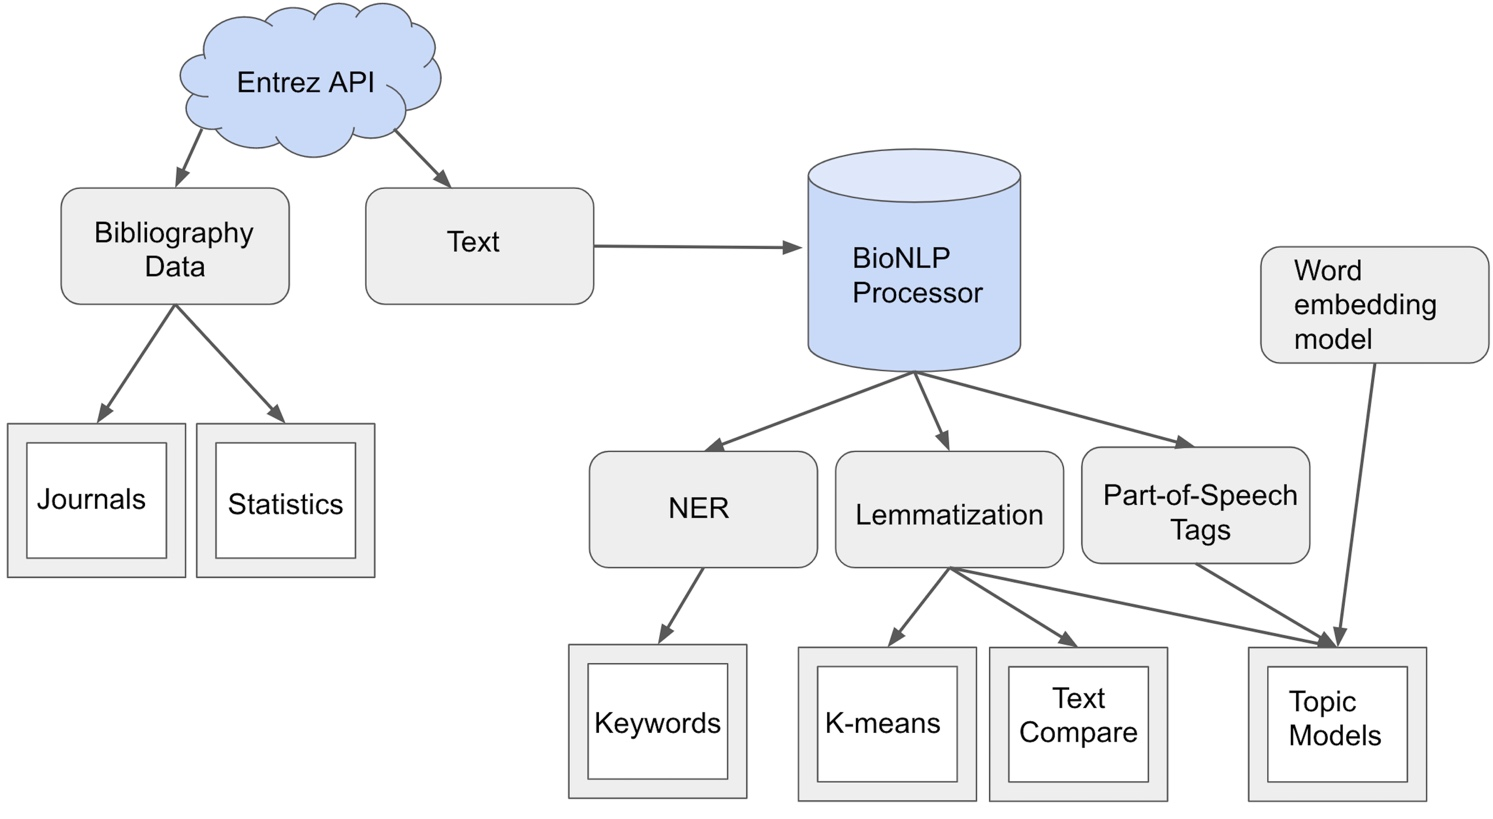 Entrez API
Bibliography
Data
Text
BioNLP
Processor
Word
embedding
model
Journals
Statistics
NER
Lemmatization
Part-of-Speech
Tags
Keywords
K-means
Text
Compare
Topic
Models